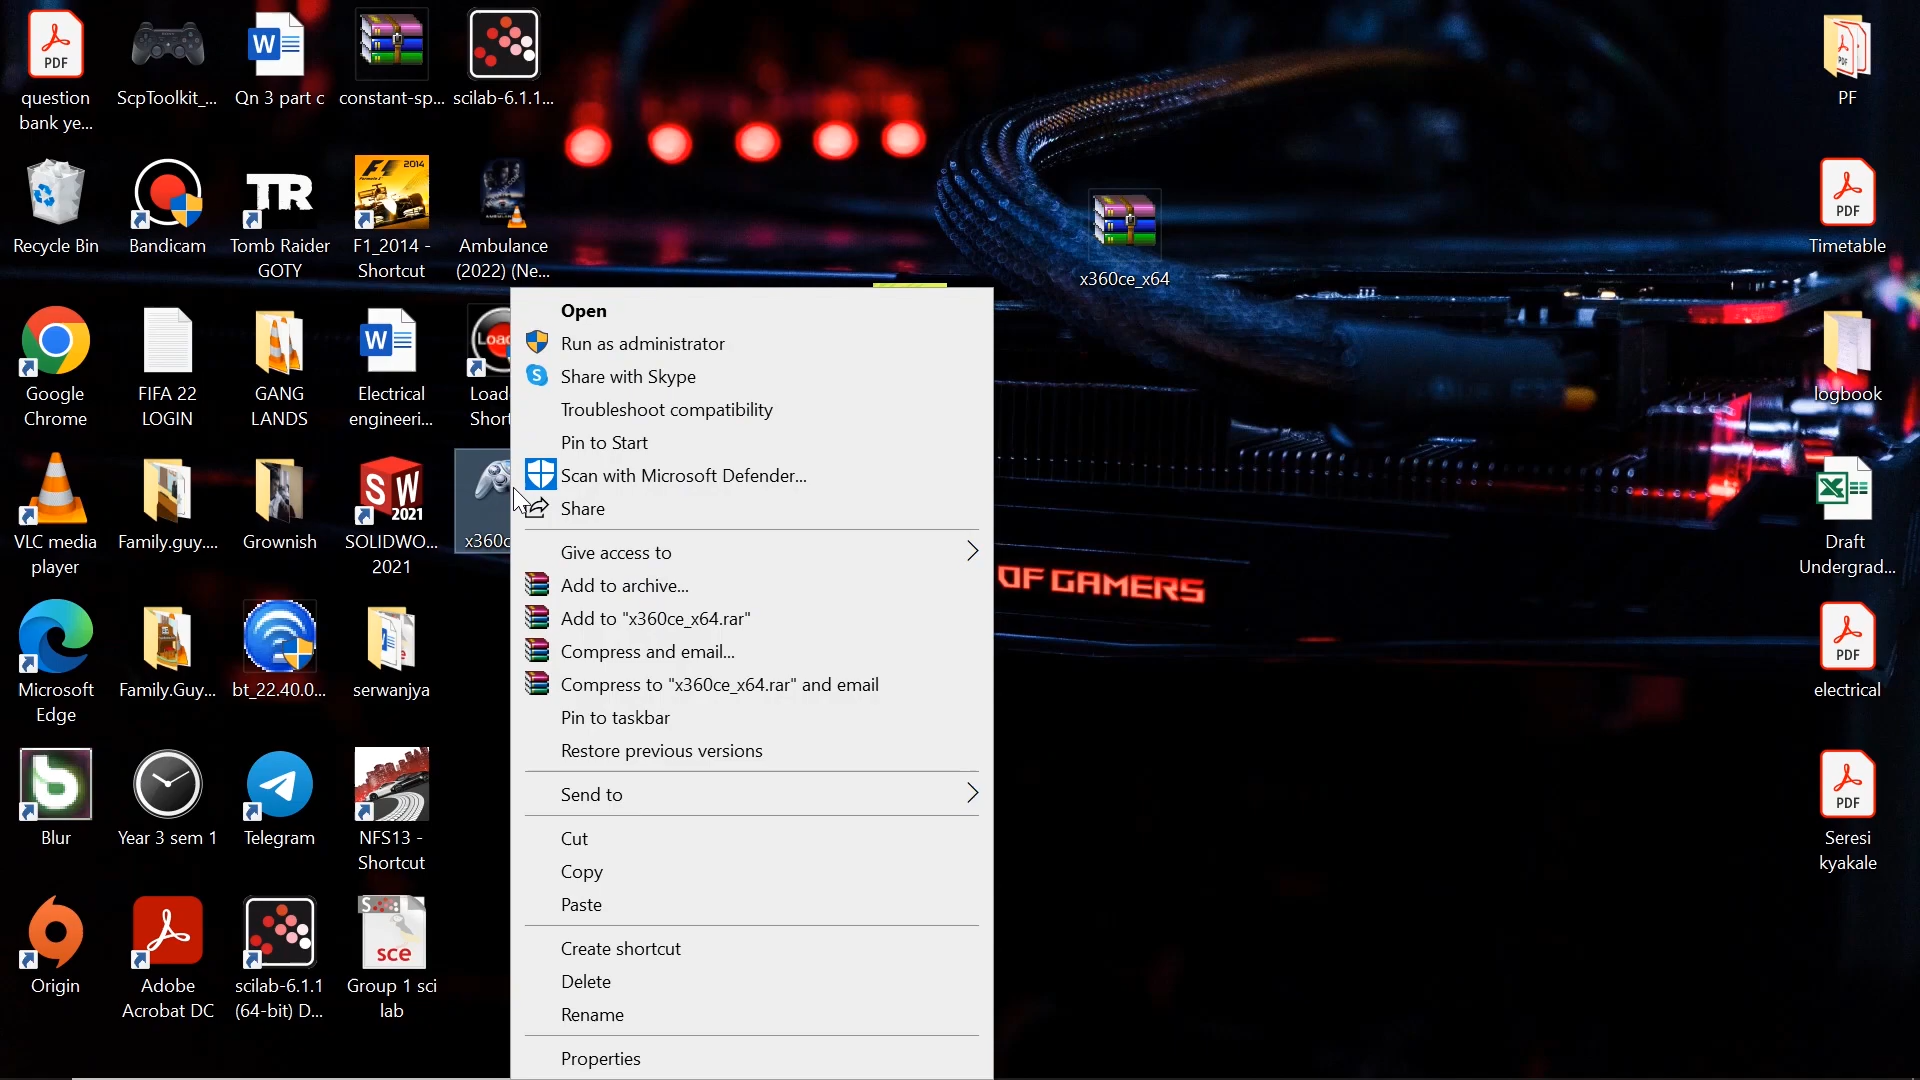 PDF
question
bank ye...
ScpToolkit_...
W
Qn 3 part c
constant-sp...
scilab-6.1.1...
PF
Recycle Bin
Bandicam
TR
Tomb Raider
GOTY
2014
F1_2014 -
Shortcut
Ambulance
(2022) (Ne...
x360ce_x64
PDF
Timetable
Google
Chrome
FIFA 22
LOGIN
GANG
LANDS
W
Electrical
engineeri...
Load
Short
logbook
VLC media
player
Family.guy....
Grownish
SW
2021
SOLIDWO...
2021
x360c
X
Draft
Undergrad...
OF GAMERS
Microsoft
Edge
Family.Guy...
bt_22.40.0...
serwanjya
PDF
electrical
b
Blur
Year 3 sem 1
Telegram
NFS13 -
Shortcut
PDF
Seresi
kyakale
Origin
Adobe
Acrobat DC
scilab-6.1.1
(64-bit) D...
S
sce
Group 1 sci
lab
Open
Run as administrator
S
Share with Skype
Troubleshoot compatibility
Pin to Start
Scan with Microsoft Defender...
Share
Give access to
Add to archive...
Add to "x360ce_x64.rar"
Compress and email...
Compress to "x360ce_x64.rar" and email
Pin to taskbar
Restore previous versions
Send to
Cut
Copy
Paste
Create shortcut
Delete
Rename
Properties